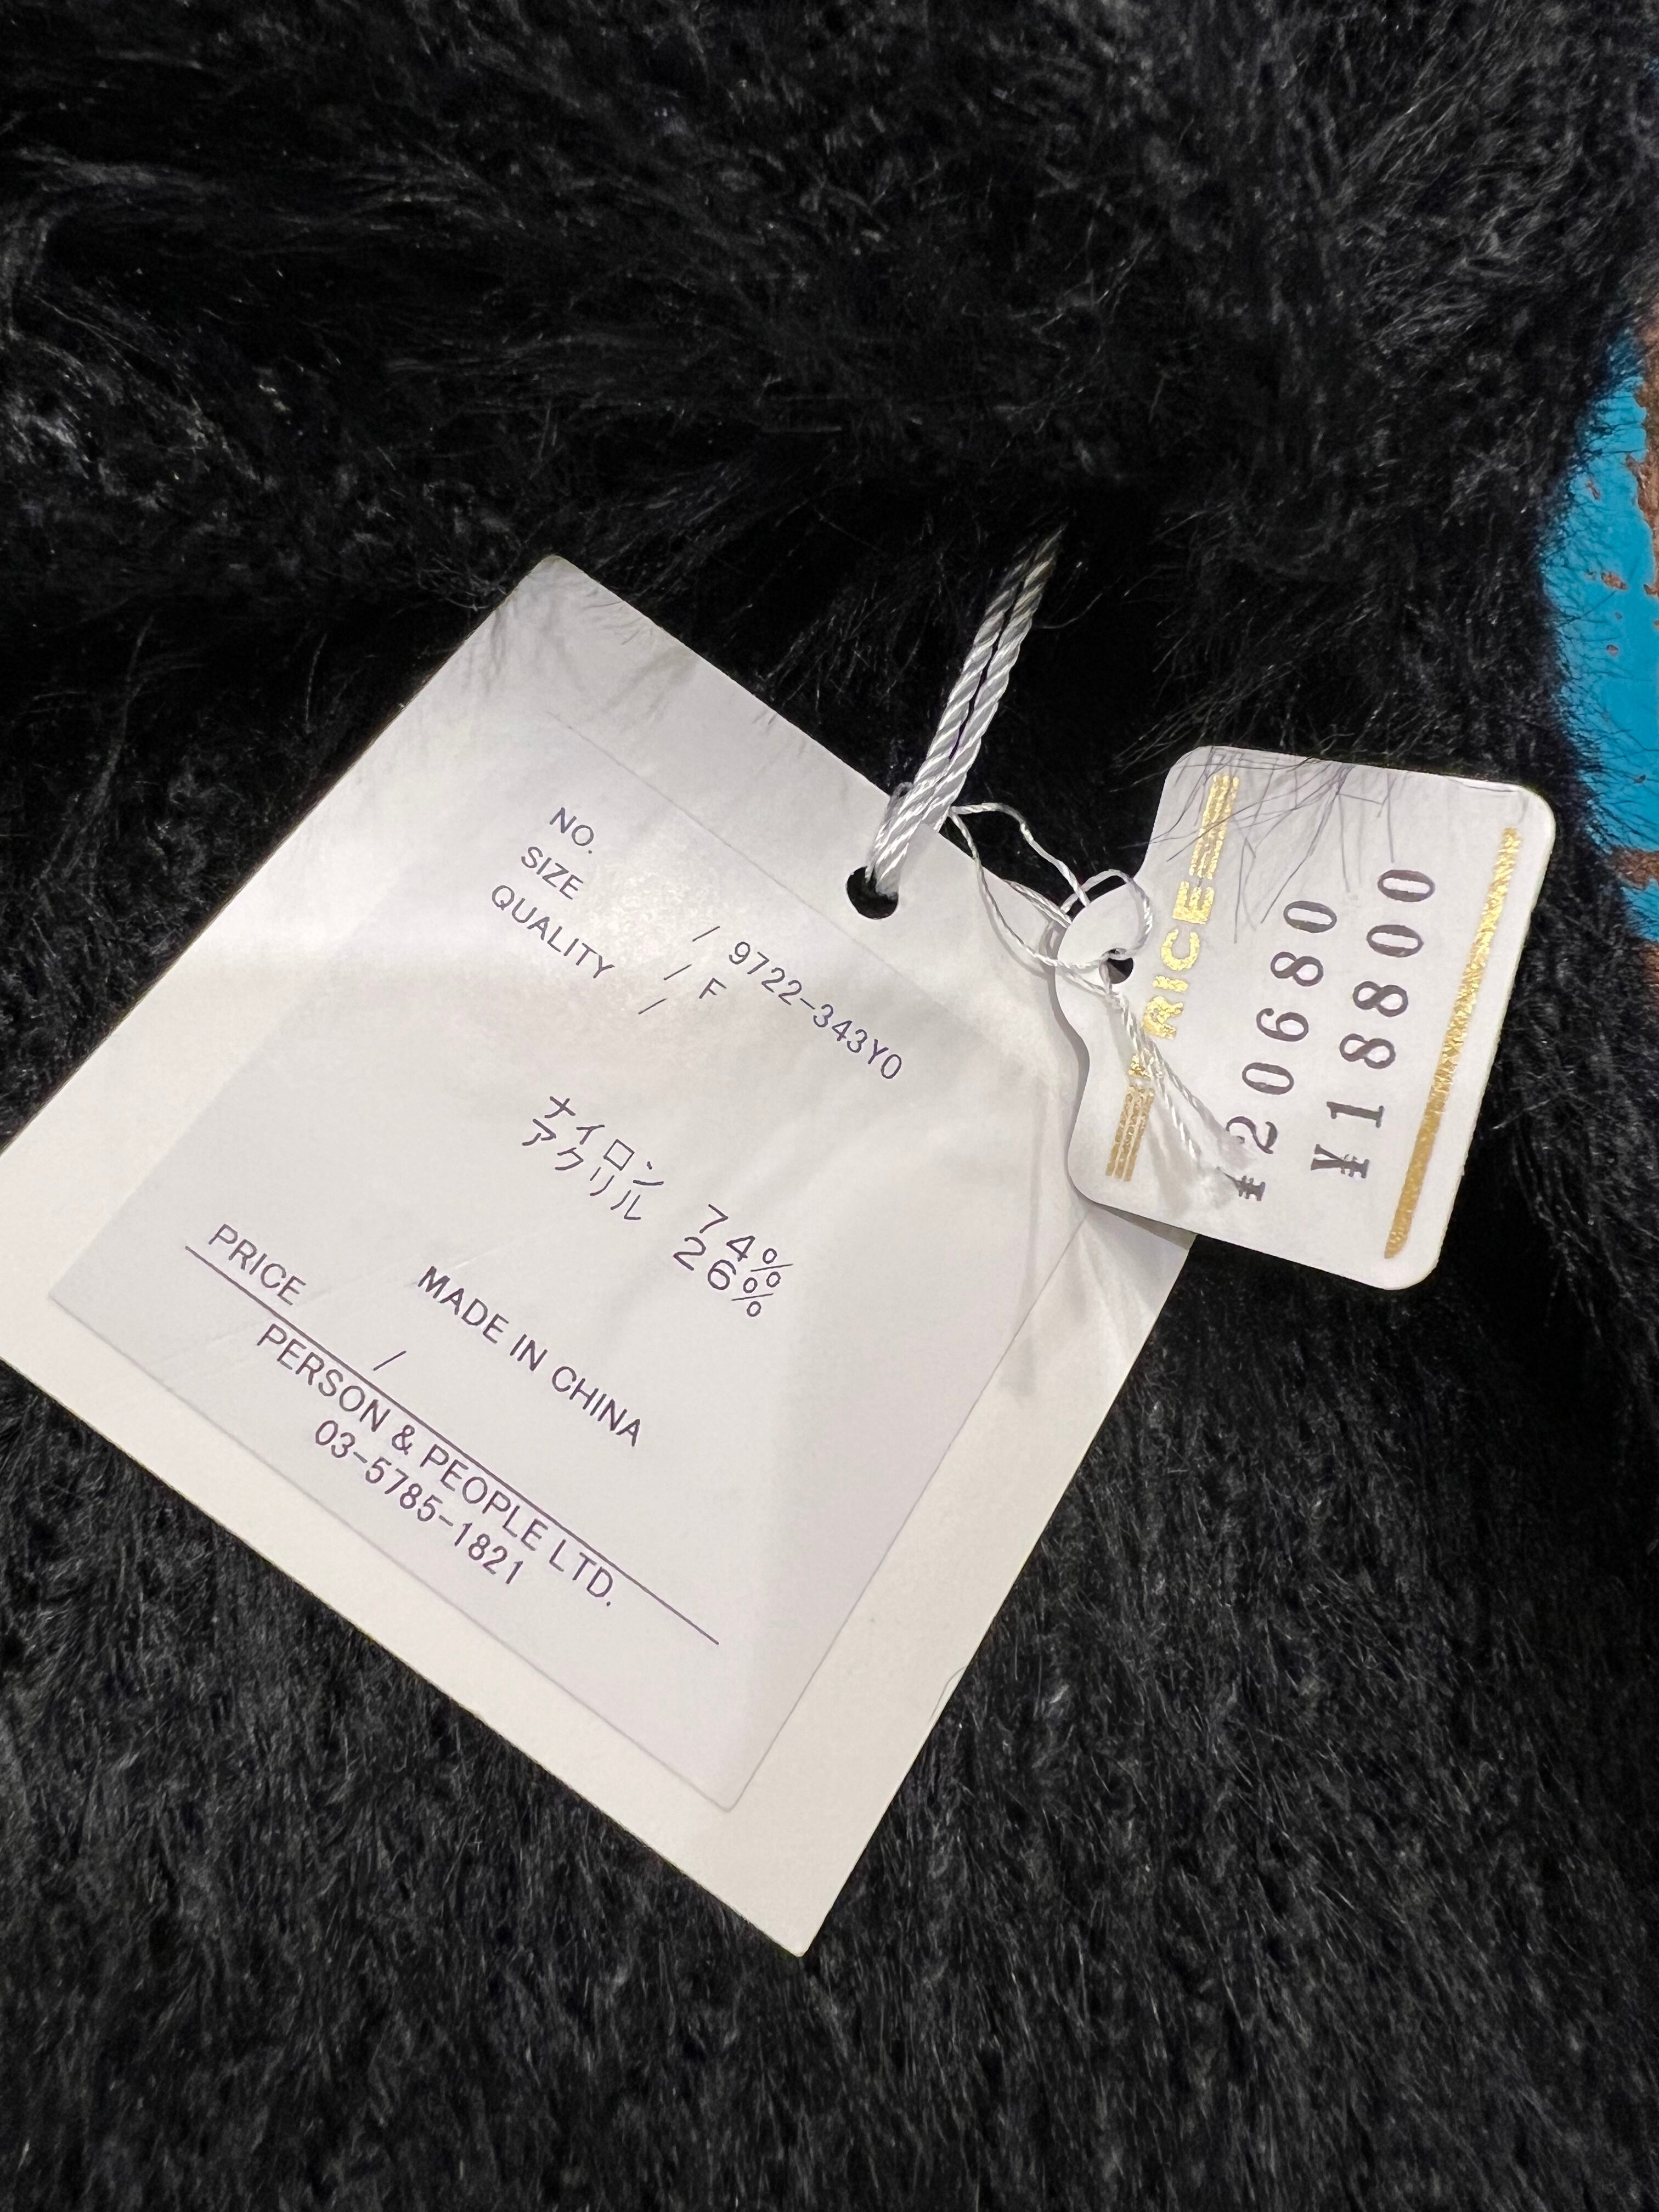 NO. / 9722-343Y0
SIZE / F
QUALITY /
ナイロン 74%
アクリル 26%
MADE IN CHINA
PRICE /
PERSON & PEOPLE LTD.
03-5785-1821
RICE
¥20680
¥18800